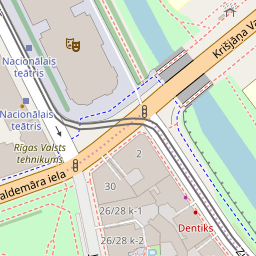 Krišjāņa Va
Nacionālais
teātris
Nacionālais
teātris
Rīgas Valsts
tehnikums
2
aldemāra iela
30
26/28 k-1
26/28 k-2
Dentiks